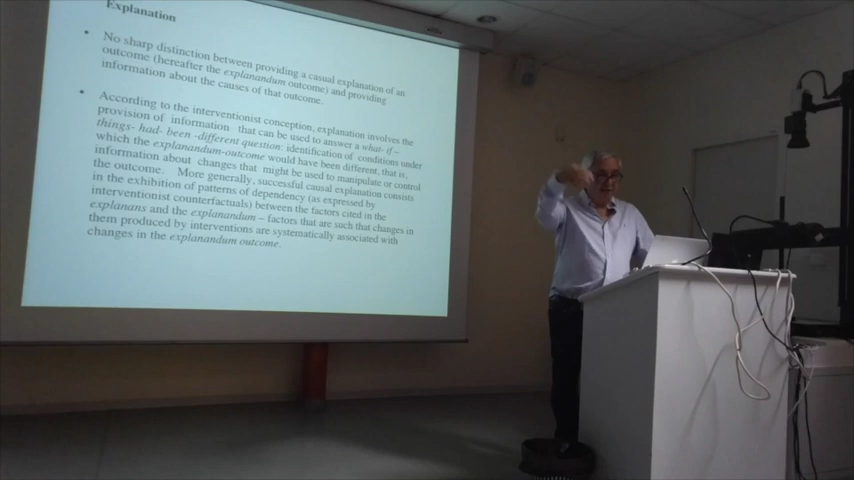 Explanation
• No sharp distinction between providing a casual explanation of an
outcome (hereafter the explanandum outcome) and providing
information about the causes of that outcome.
• According to the interventionist conception, explanation involves the
provision of information that can be used to answer a what- if –
things- had- been -different question: identification of conditions under
which the explanandum-outcome would have been different, that is,
information about changes that might be used to manipulate or control
the outcome. More generally, successful causal explanation consists
in the exhibition of patterns of dependency (as expressed by
interventionist counterfactuals) between the factors cited in the
explanans and the explanandum – factors that are such that changes in
them produced by interventions are systematically associated with
changes in the explanandum outcome.